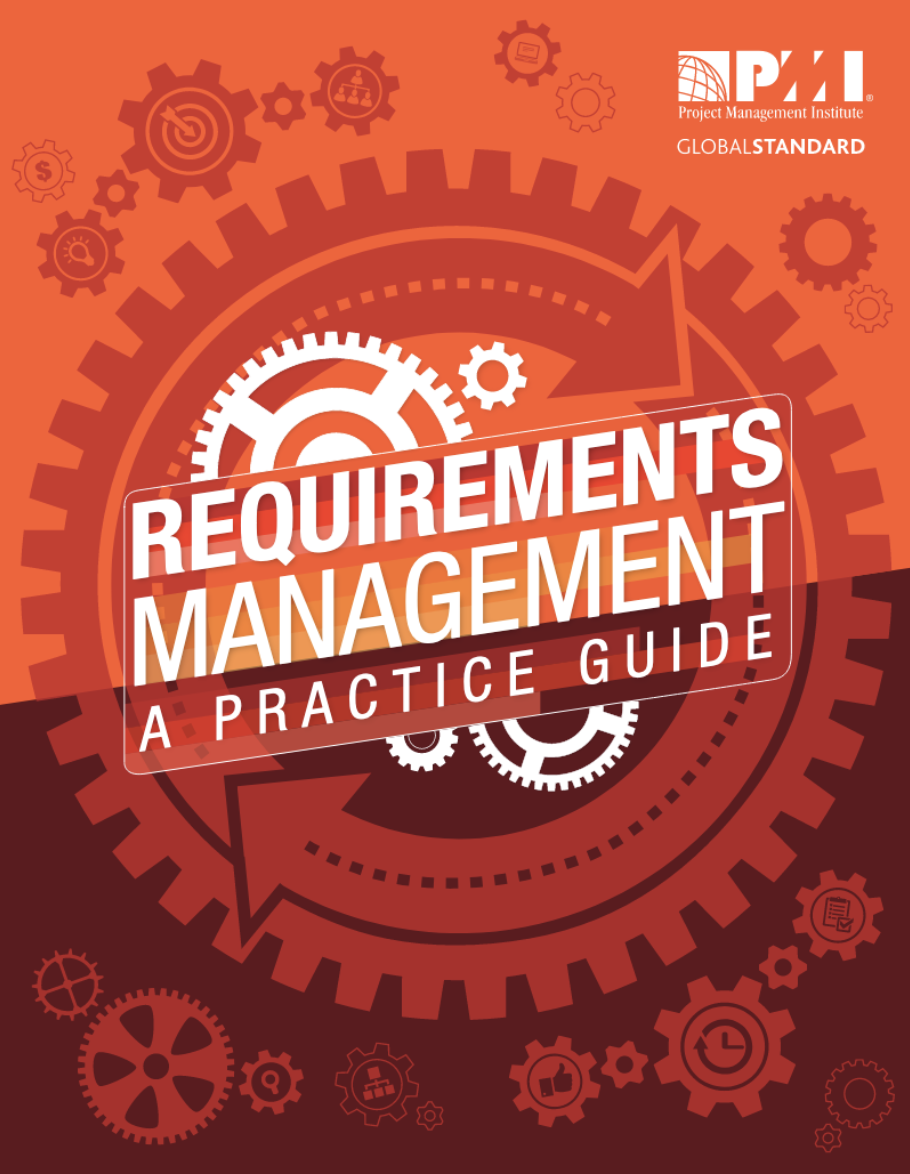 PMI®
Project Management Institute
GLOBALSTANDARD
$
REQUIREMENTS
MANAGEMENT
A PRACTICE GUIDE